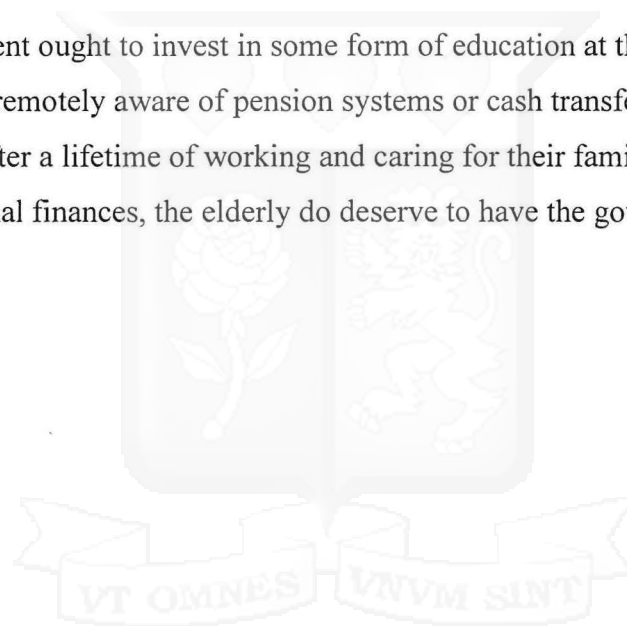 ent ought to invest in some form of education at th
remotely aware of pension systems or cash transfe
ter a lifetime of working and caring for their fami
al finances, the elderly do deserve to have the go
VT OMNES VNVM SINT